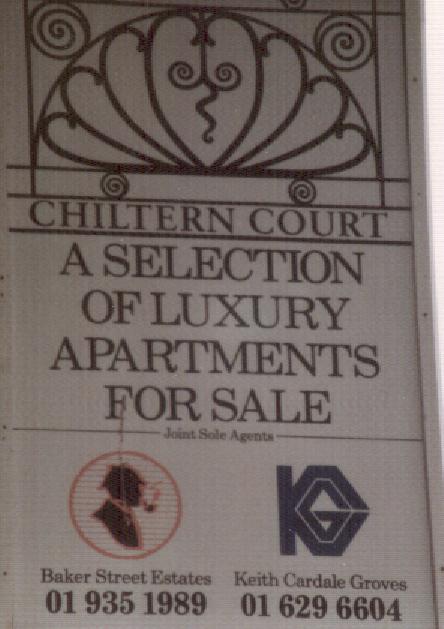 CHILTERN COURT
A SELECTION
OF LUXURY
APARTMENTS
FOR SALE
Joint Sole Agents
KG
Baker Street Estates Keith Cardale Groves
01 935 1989 01 629 6604